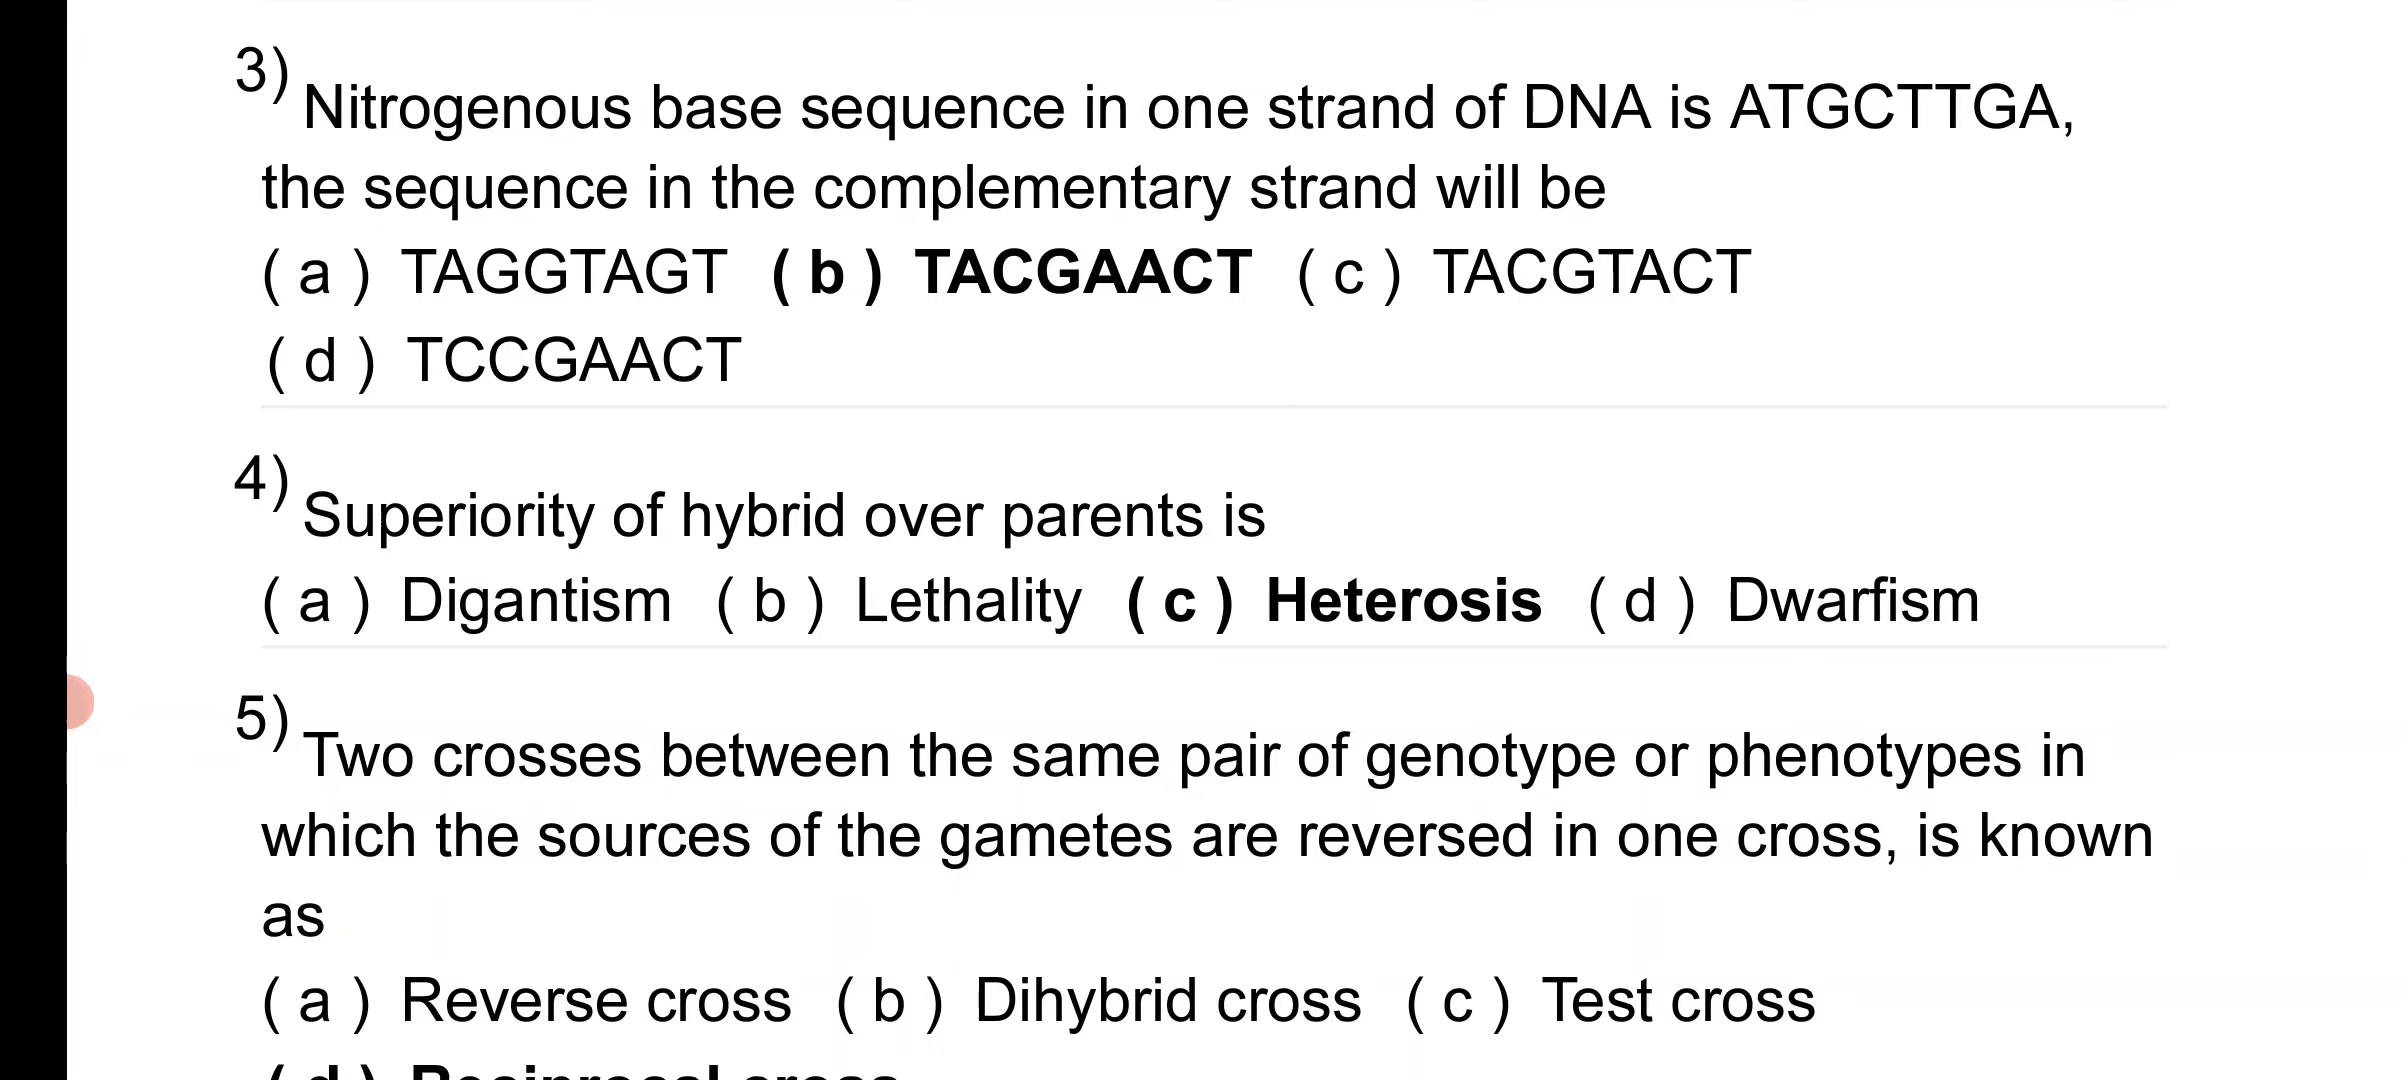 3)
Nitrogenous base sequence in one strand of DNA is ATGCTTGA,
the sequence in the complementary strand will be
( a ) TAGGTAGT ( b ) TACGAACT ( c ) TACGTACT
( d ) TCCGAACT
4)
Superiority of hybrid over parents is
( a ) Digantism ( b ) Lethality ( c ) Heterosis ( d ) Dwarfism
5)
Two crosses between the same pair of genotype or phenotypes in
which the sources of the gametes are reversed in one cross, is known
as
( a ) Reverse cross ( b ) Dihybrid cross ( c ) Test cross
( d ) Reciprocal cross